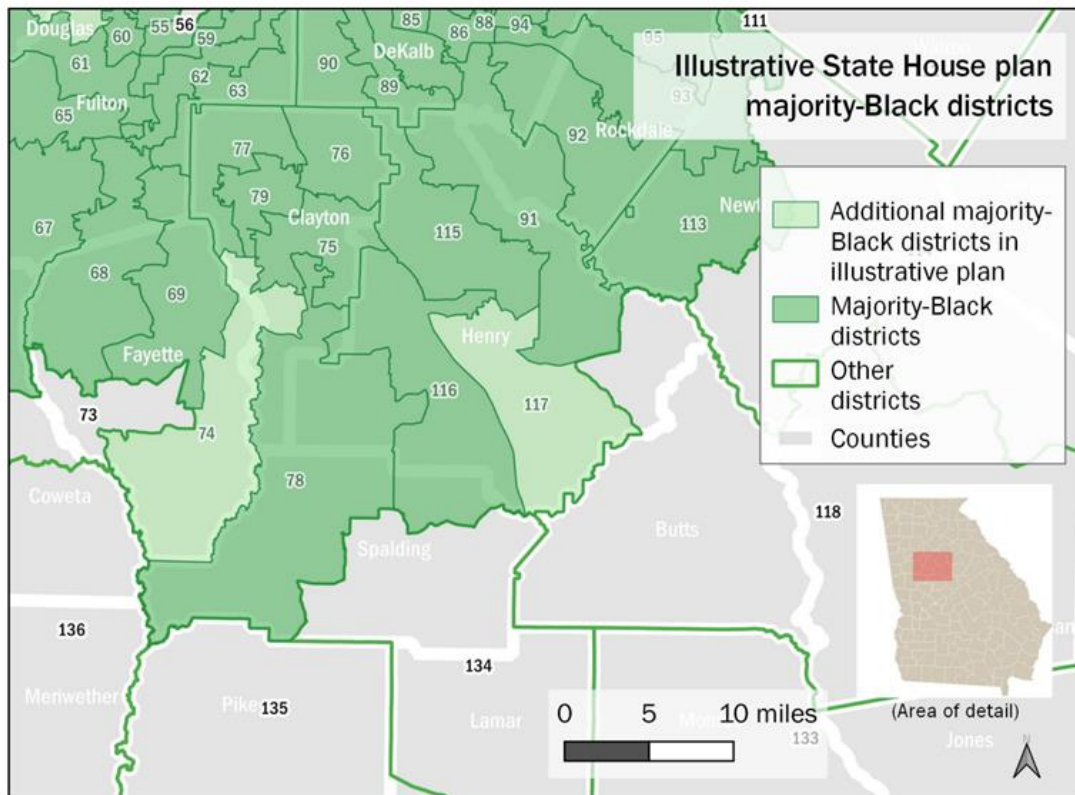 Douglas
60
55
56
59
85
86
88
94
111
DeKalb
95
61
62
90
89
Illustrative State House plan
majority-Black districts
Fulton
63
65
93
92
Rockdale
77
76
79
67
Clayton
75
115
91
113
68
69
Additional majority-
Black districts in
illustrative plan
Majority-Black
districts
Other
districts
Counties
Henry
Fayette
116
117
73
74
78
Coweta
Spalding
Butts
118
136
134
Meriwether
Pike
135
Lamar
133
Jones
0 5 10 miles
(Area of detail)
N